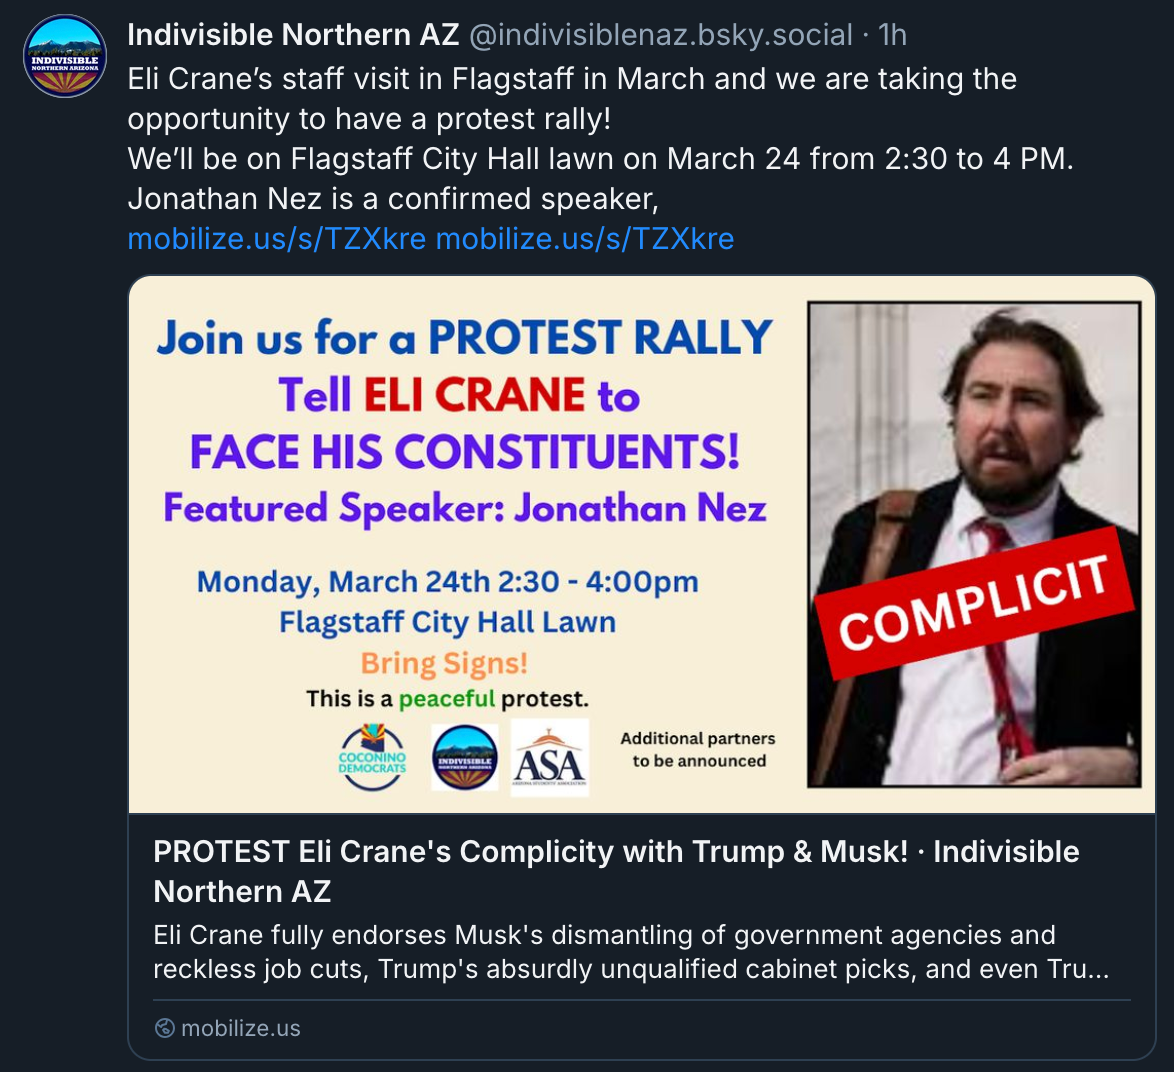 Indivisible Northern AZ @indivisiblenaz.bsky.social · 1h
Eli Crane’s staff visit in Flagstaff in March and we are taking the
opportunity to have a protest rally!
We’ll be on Flagstaff City Hall lawn on March 24 from 2:30 to 4 PM.
Jonathan Nez is a confirmed speaker,
mobilize.us/s/TZXkre mobilize.us/s/TZXkre
INDIVISIBLE
NORTHERN ARIZONA
Join us for a PROTEST RALLY
Tell ELI CRANE to
FACE HIS CONSTITUENTS!
Featured Speaker: Jonathan Nez
Monday, March 24th 2:30 - 4:00pm
Flagstaff City Hall Lawn
Bring Signs!
This is a peaceful protest.
COCONINO
DEMOCRATS
INDIVISIBLE
NORTHERN ARIZONA
ASA
ARIZONA STUDENTS' ASSOCIATION
Additional partners
to be announced
COMPLICIT
PROTEST Eli Crane's Complicity with Trump & Musk! · Indivisible
Northern AZ
Eli Crane fully endorses Musk's dismantling of government agencies and
reckless job cuts, Trump's absurdly unqualified cabinet picks, and even Tru...
mobilize.us